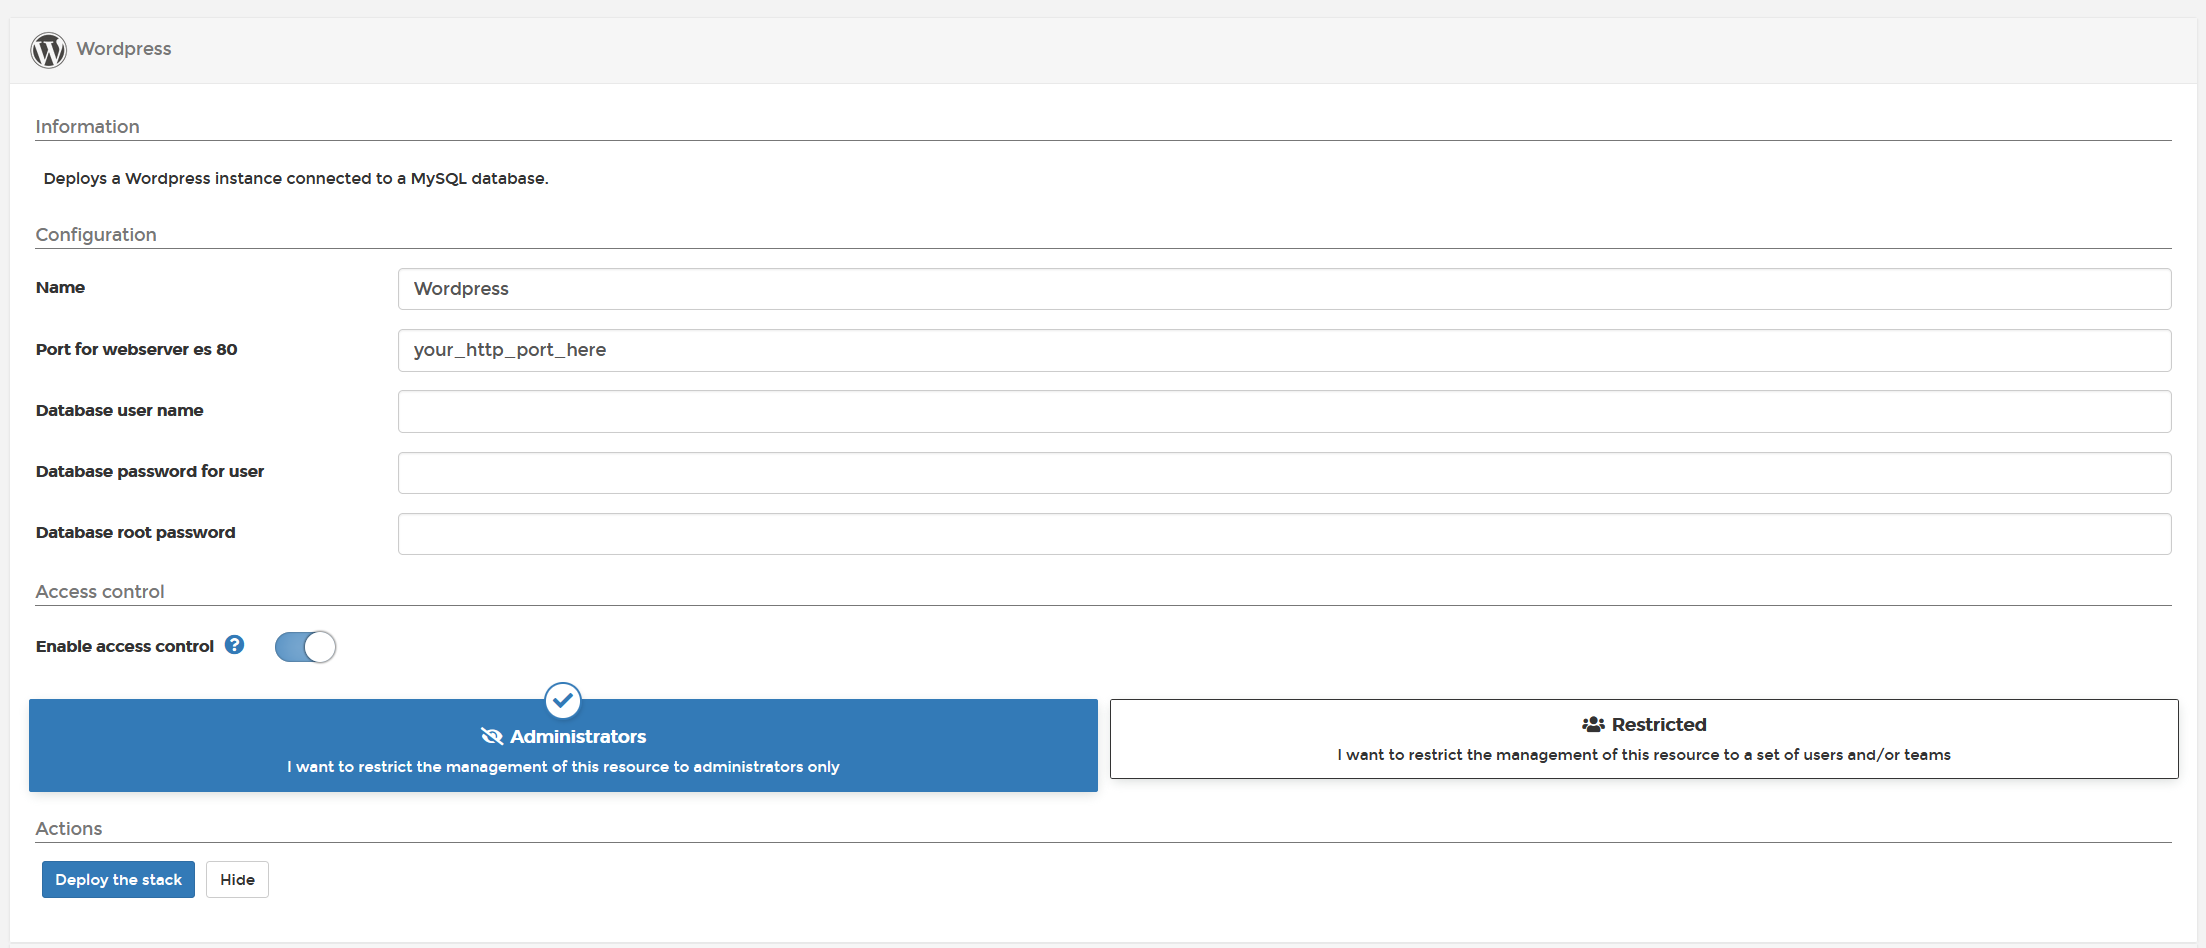 Wordpress
Information
Deploys a Wordpress instance connected to a MySQL database.
Configuration
Name
Wordpress
Port for webserver es 80
your_http_port_here
Database user name
Database password for user
Database root password
Access control
Enable access control ?
Administrators
I want to restrict the management of this resource to administrators only
Restricted
I want to restrict the management of this resource to a set of users and/or teams
Actions
Deploy the stack
Hide